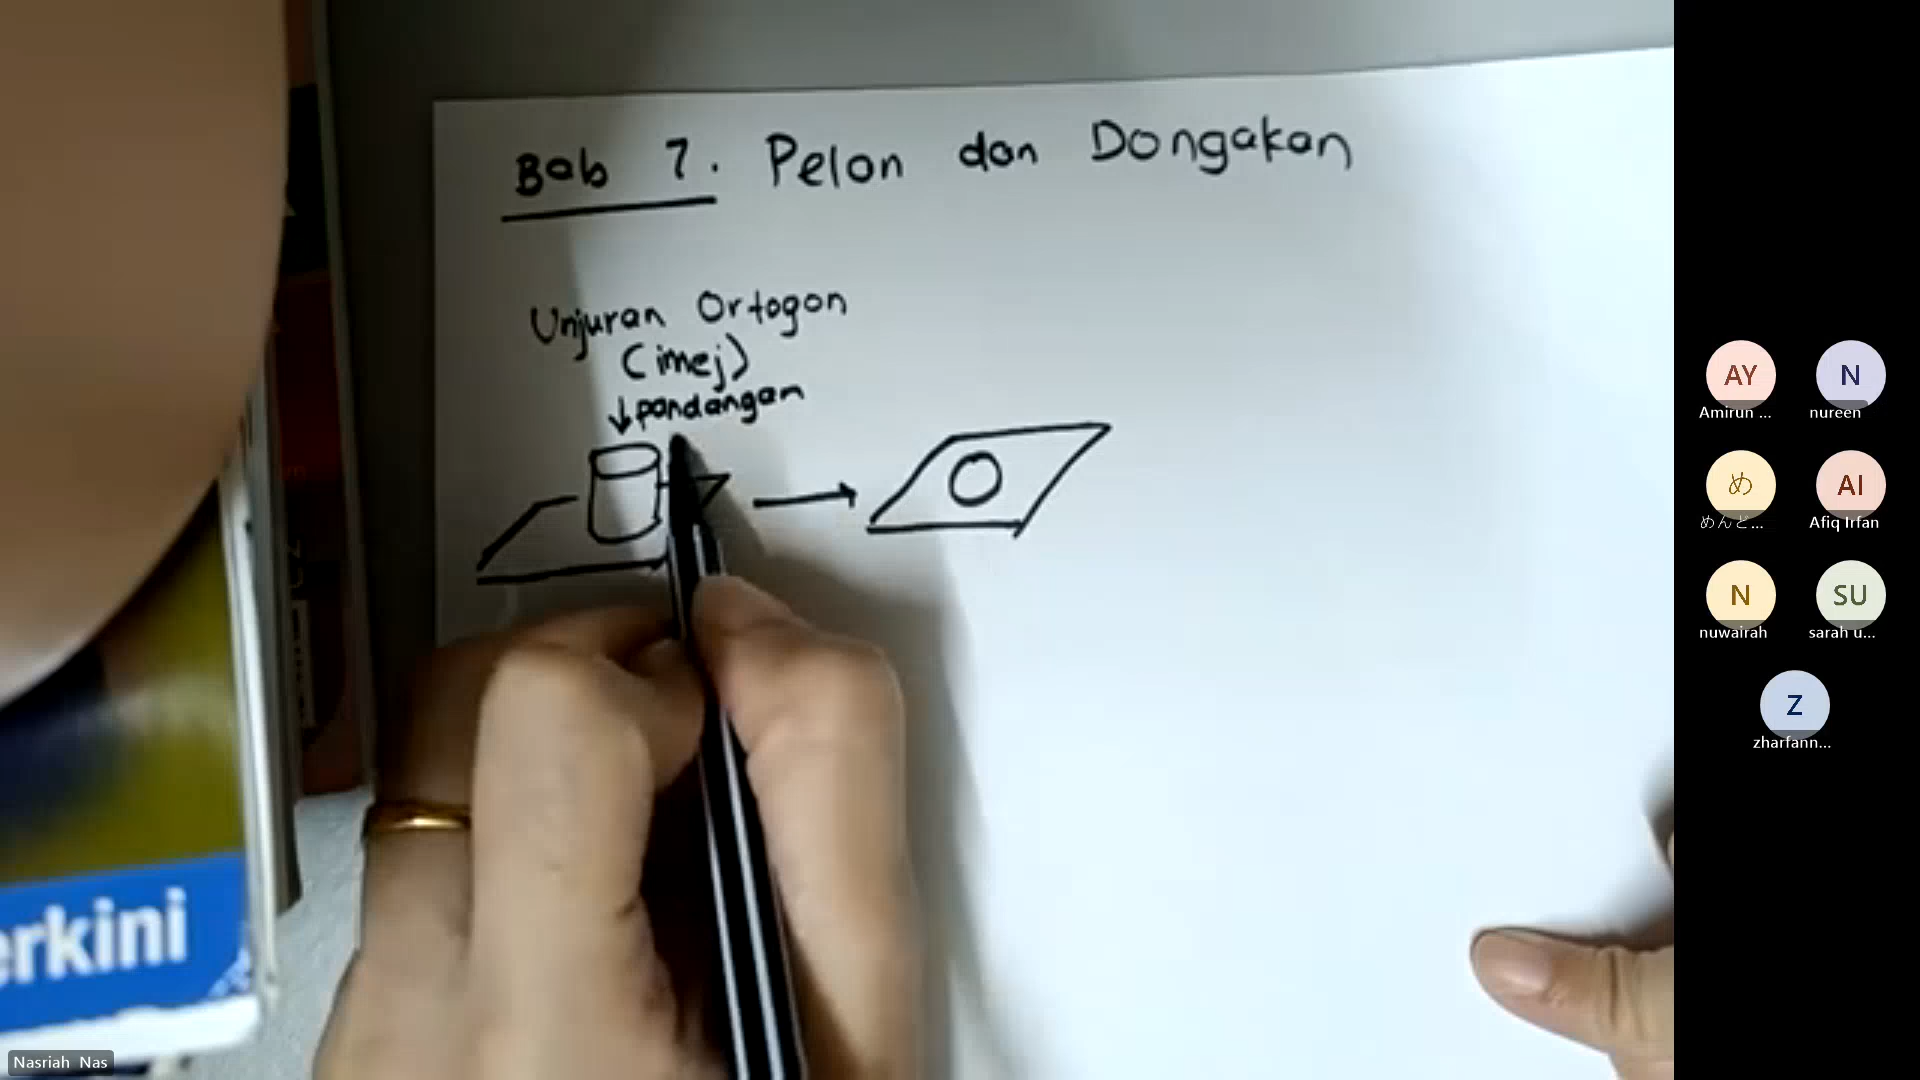 Bab 7. Pelan dan Dongakan
Unjuran Ortogon
(imej)
↓pandangan
erkini
Nasriah Nas
AY
Amirun ...
N
nureen
め
めんど...
AI
Afiq Irfan
N
nuwairah
SU
sarah u...
Z
zharfann...